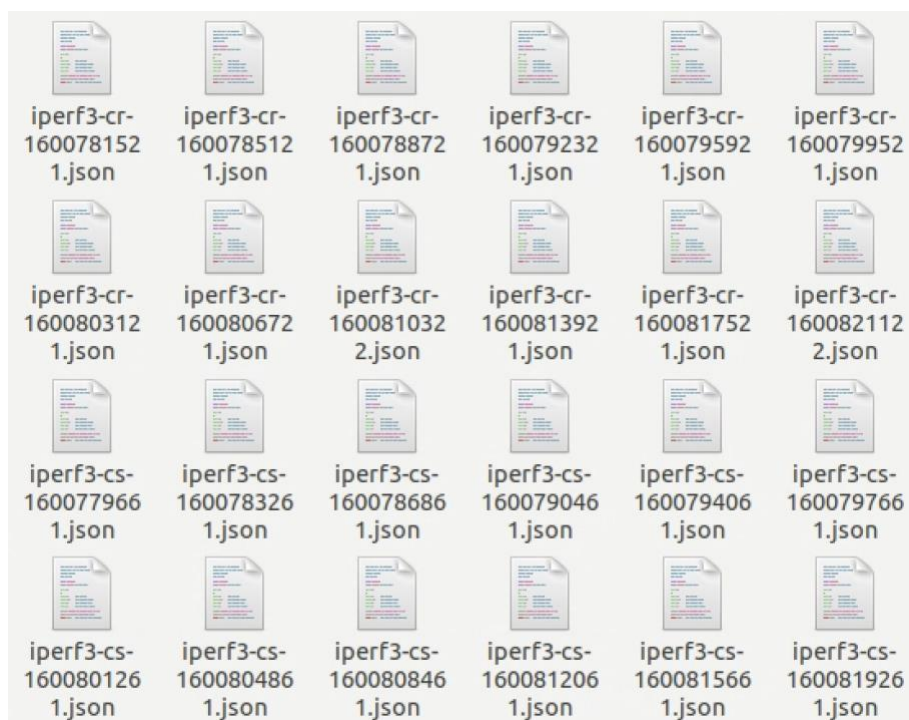 iperf3-cr- iperf3-cr- iperf3-cr- iperf3-cr- iperf3-cr- iperf3-cr-
160078152 160078512 160078872 160079232 160079592 160079952
1.json 1.json 1.json 1.json 1.json 1.json
iperf3-cr- iperf3-cr- iperf3-cr- iperf3-cr- iperf3-cr- iperf3-cr-
160080312 160080672 160081032 160081392 160081752 160082112
1.json 1.json 2.json 1.json 1.json 2.json
iperf3-cs- iperf3-cs- iperf3-cs- iperf3-cs- iperf3-cs- iperf3-cs-
160077966 160078326 160078686 160079046 160079406 160079766
1.json 1.json 1.json 1.json 1.json 1.json
iperf3-cs- iperf3-cs- iperf3-cs- iperf3-cs- iperf3-cs- iperf3-cs-
160080126 160080486 160080846 160081206 160081566 160081926
1.json 1.json 1.json 1.json 1.json 1.json